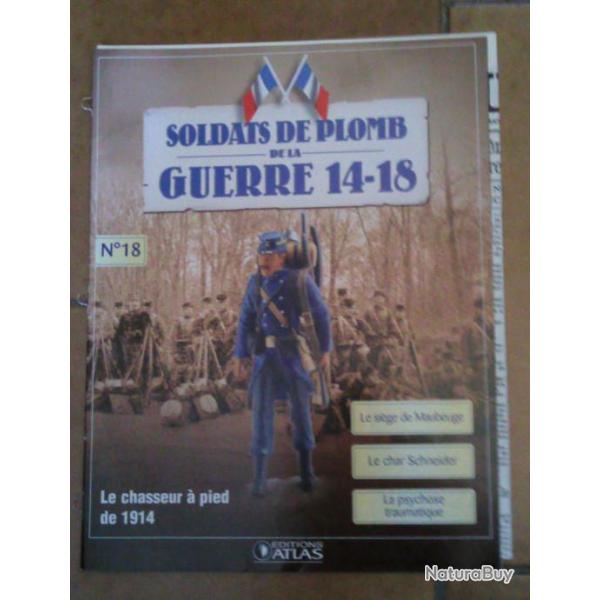 SOLDATS DE PLOMB
DE LA
GUERRE 14-18
N°18
Le siège de Maubeuge
Le char Schneider
La psychose
traumatique
Le chasseur à pied
de 1914
EDITIONS
ATLAS
NaturaBuy